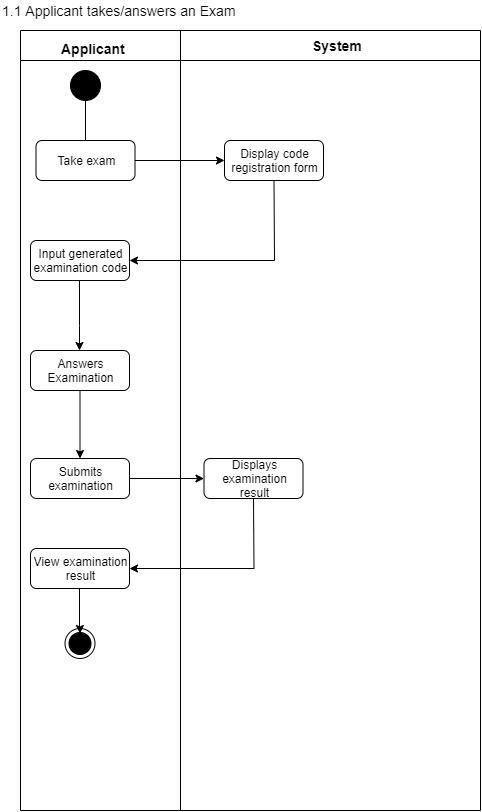 1.1 Applicant takes/answers an Exam
Applicant
System
Take exam
Display code
registration form
Input generated
examination code
Answers
Examination
Submits
examination
Displays
examination
result
View examination
result